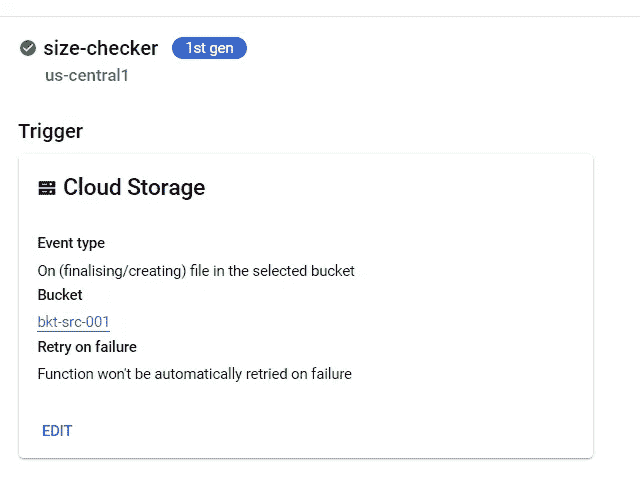 size-checker 1st gen
us-central1
Trigger
Cloud Storage
Event type
On (finalising/creating) file in the selected bucket
Bucket
bkt-src-001
Retry on failure
Function won't be automatically retried on failure
EDIT